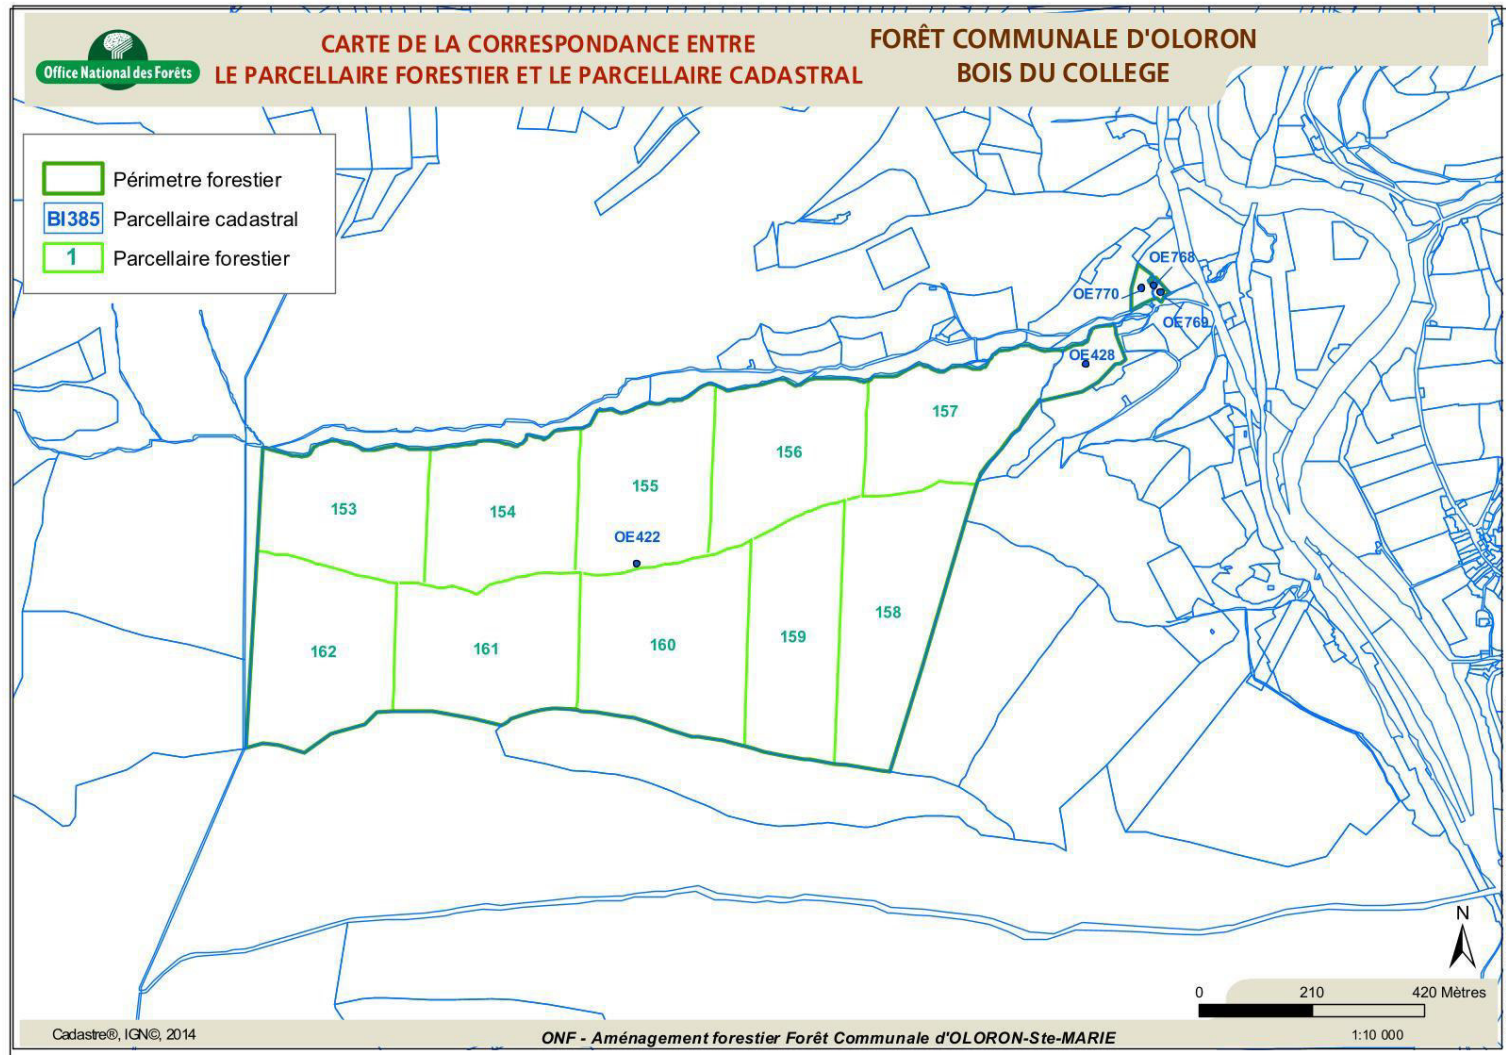 Office National des Forêts
CARTE DE LA CORRESPONDANCE ENTRE
LE PARCELLAIRE FORESTIER ET LE PARCELLAIRE CADASTRAL
FORÊT COMMUNALE D'OLORON
BOIS DU COLLEGE
Périmetre forestier
BI385 Parcellaire cadastral
1 Parcellaire forestier
OE768
OE770
OE769
OE428
157
156
155
153
154
OE422
158
159
160
161
162
N
0 210 420 Mètres
Cadastre®, IGN©, 2014
ONF - Aménagement forestier Forêt Communale d'OLORON-Ste-MARIE
1:10 000